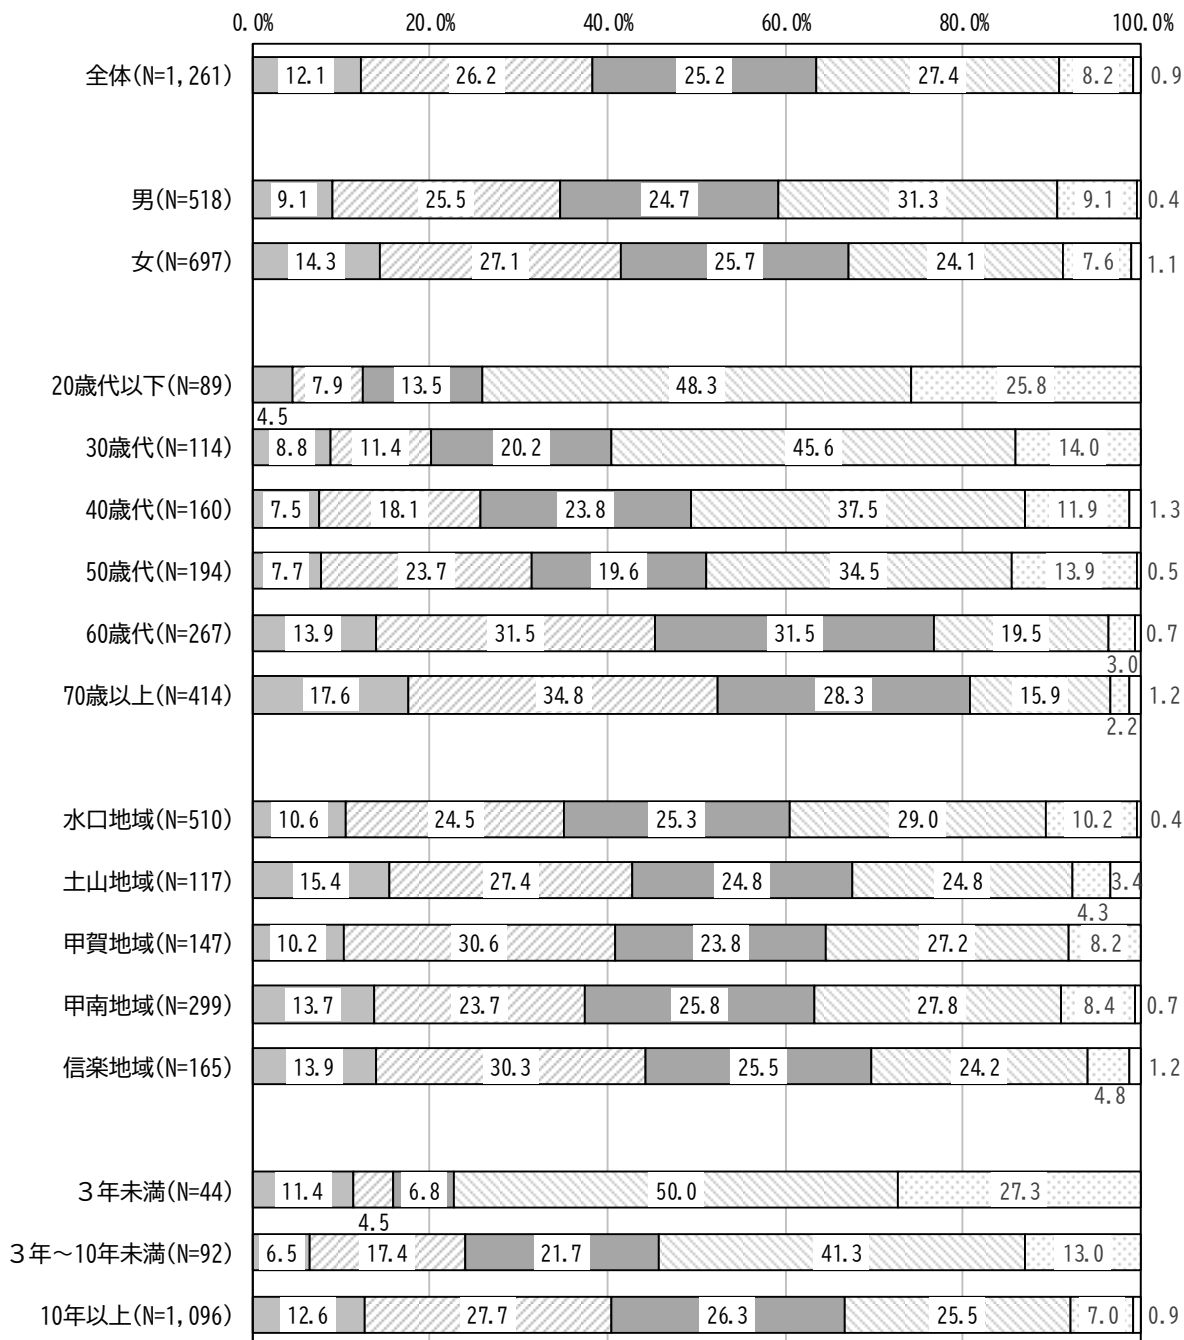 0.0% 20.0% 40.0% 60.0% 80.0% 100.0%
全体(N=1,261) 12.1 26.2 25.2 27.4 8.2 0.9
男(N=518) 9.1 25.5 24.7 31.3 9.1 0.4
女(N=697) 14.3 27.1 25.7 24.1 7.6 1.1
20歳代以下(N=89) 7.9 13.5 48.3 25.8
4.5
30歳代(N=114) 8.8 11.4 20.2 45.6 14.0
40歳代(N=160) 7.5 18.1 23.8 37.5 11.9 1.3
50歳代(N=194) 7.7 23.7 19.6 34.5 13.9 0.5
60歳代(N=267) 13.9 31.5 31.5 19.5 0.7
3.0
70歳以上(N=414) 17.6 34.8 28.3 15.9 1.2
2.2
水口地域(N=510) 10.6 24.5 25.3 29.0 10.2 0.4
土山地域(N=117) 15.4 27.4 24.8 24.8 3.4
4.3
甲賀地域(N=147) 10.2 30.6 23.8 27.2 8.2
甲南地域(N=299) 13.7 23.7 25.8 27.8 8.4 0.7
信楽地域(N=165) 13.9 30.3 25.5 24.2 1.2
4.8
３年未満(N=44) 11.4 6.8 50.0 27.3
4.5
３年～10年未満(N=92) 6.5 17.4 21.7 41.3 13.0
10年以上(N=1,096) 12.6 27.7 26.3 25.5 7.0 0.9